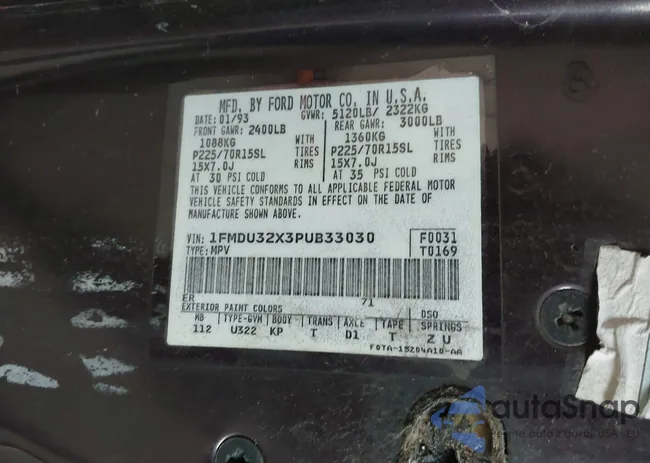 MFD. BY FORD MOTOR CO. IN U.S.A.
DATE: 01/93 GVWR: 5120LB/ 2322KG
FRONT GAWR: 2400LB REAR GAWR: 3000LB
1088KG WITH 1360KG WITH
P225/70R15SL TIRES P225/70R15SL TIRES
15X7.0J RIMS 15X7.0J RIMS
AT 30 PSI COLD AT 35 PSI COLD
THIS VEHICLE CONFORMS TO ALL APPLICABLE FEDERAL MOTOR
VEHICLE SAFETY STANDARDS IN EFFECT ON THE DATE OF
MANUFACTURE SHOWN ABOVE.
VIN: 1FMDU32X3PUB33030 F0031
TYPE: MPV T0169
ER 71
EXTERIOR PAINT COLORS DSO
WB TYPE-GVW BODY TRANS AXLE TAPE SPRINGS
112 U322 KP T D1 T ZU
F0TA-15204A10-AA
autoSnap